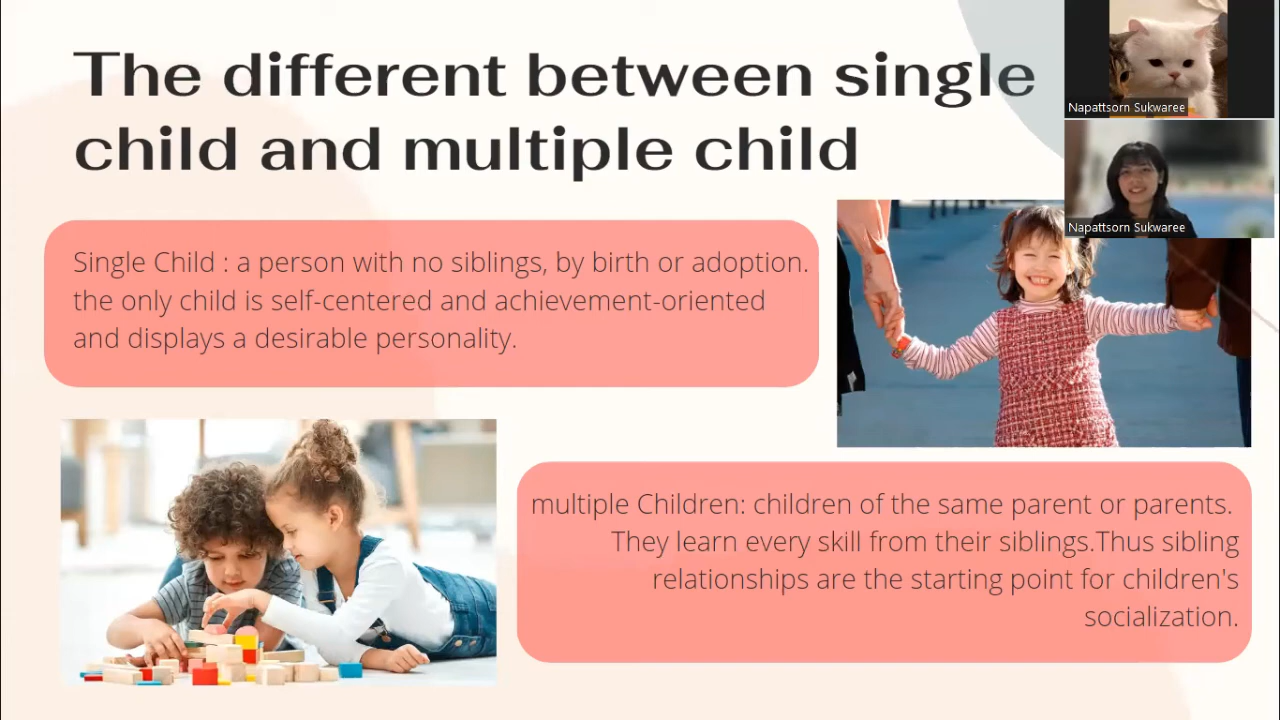 The different between single
child and multiple child
Napattsorn Sukwaree
Napattsorn Sukwaree
Single Child : a person with no siblings, by birth or adoption.
the only child is self-centered and achievement-oriented
and displays a desirable personality.
multiple Children: children of the same parent or parents.
They learn every skill from their siblings.Thus sibling
relationships are the starting point for children's
socialization.